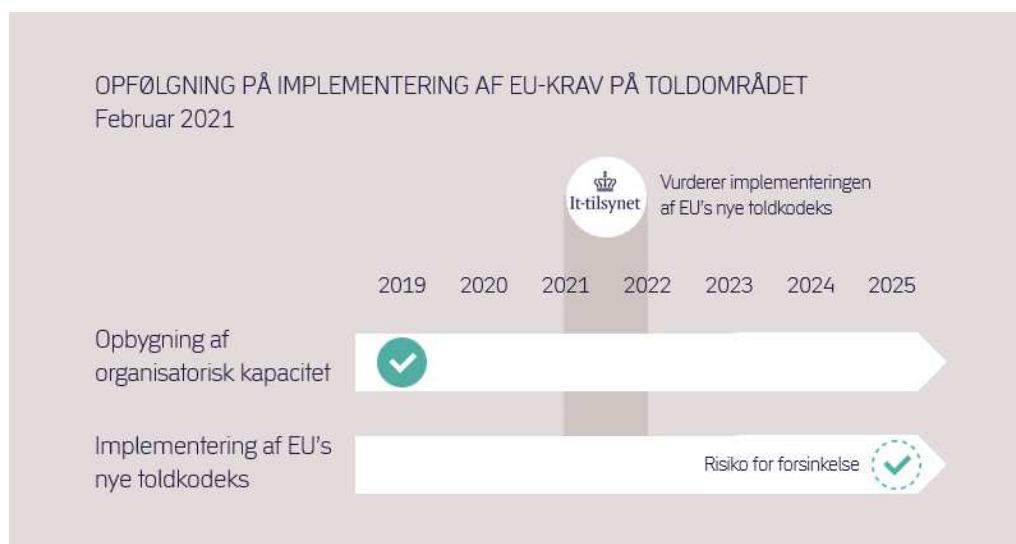 OPFØLGNING PÅ IMPLEMENTERING AF EU-KRAV PÅ TOLDOMRÅDET
Februar 2021
It-tilsynet
Vurderer implementeringen
af EU's nye toldkodeks
2019 2020 2021 2022 2023 2024 2025
Opbygning af
organisatorisk kapacitet
Implementering af EU's
nye toldkodeks
Risiko for forsinkelse